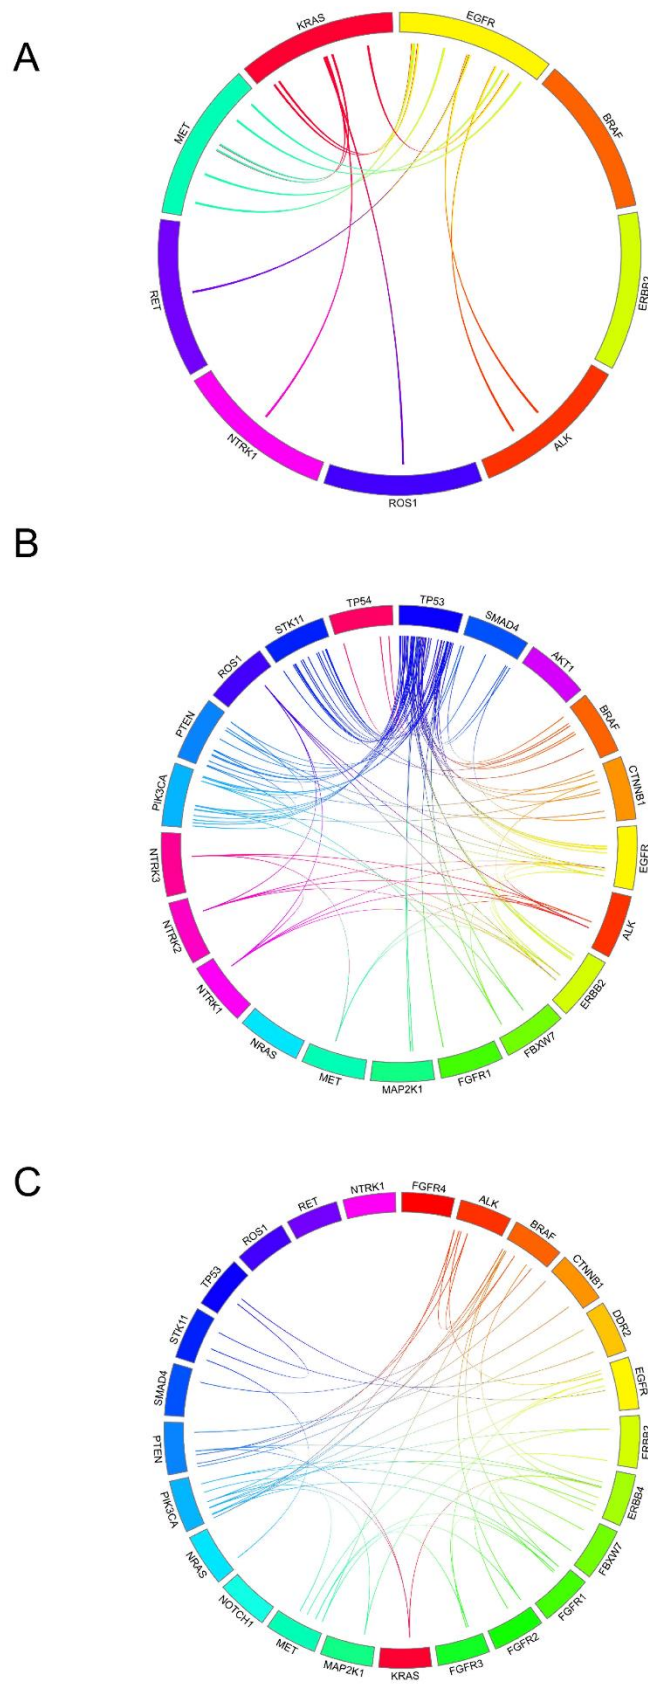 A
KRAS
EGFR
MET
BRAF
RET
ERBB2
NTRK1
ALK
ROS1
B
TP54
TP53
STK11
SMAD4
ROS1
AKT1
PTEN
BRAF
PIK3CA
CTNNB1
NTRK3
EGFR
NTRK2
ALK
NTRK1
ERBB2
NRAS
FBXW7
MET
FGFR1
MAP2K1
C
NTRK1
FGFR4
RET
ALK
ROS1
BRAF
TP53
CTNNB1
STK11
DDR2
SMAD4
EGFR
PTEN
ERBB2
PIK3CA
ERBB4
NRAS
FBXW7
NOTCH1
FGFR1
MET
FGFR2
MAP2K1
FGFR3
KRAS